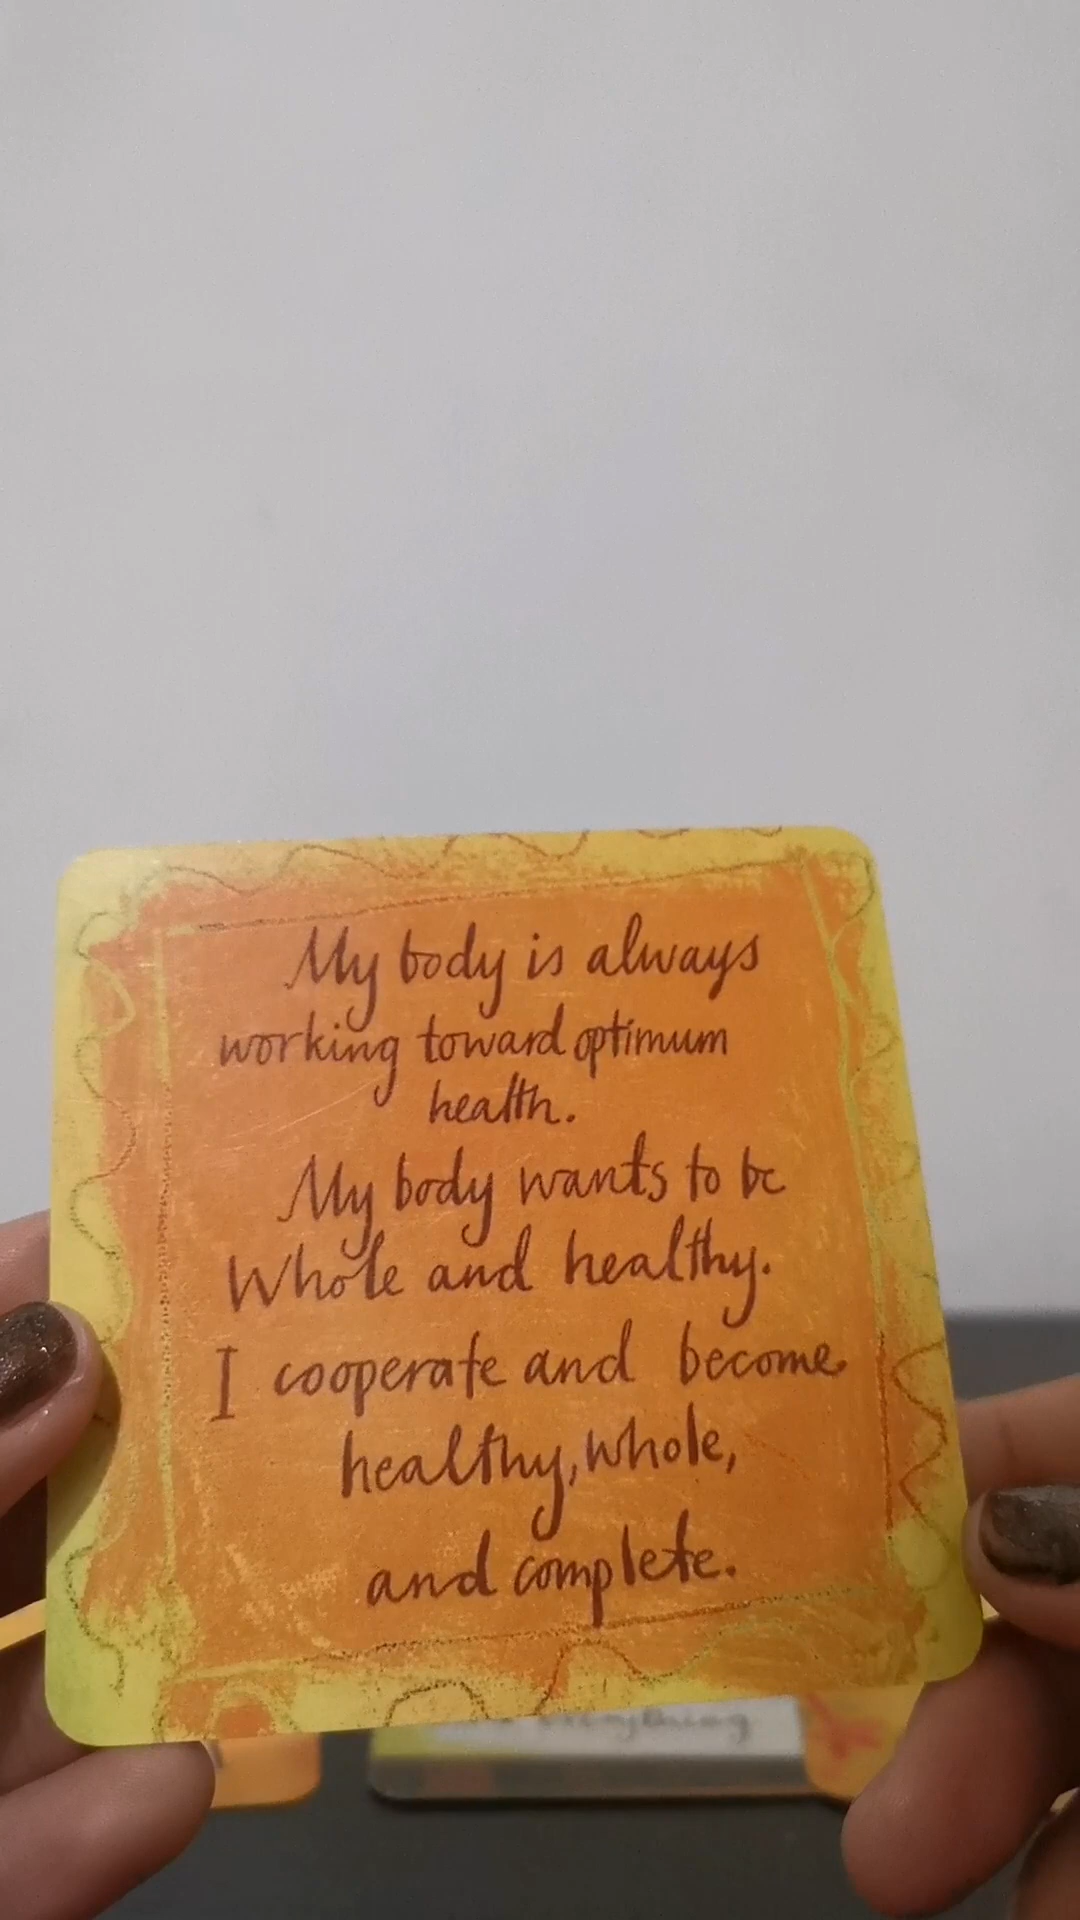 My body is always
working toward optimum
health.
My body wants to be
Whole and healthy.
I cooperate and become
healthy, whole,
and complete.
everything